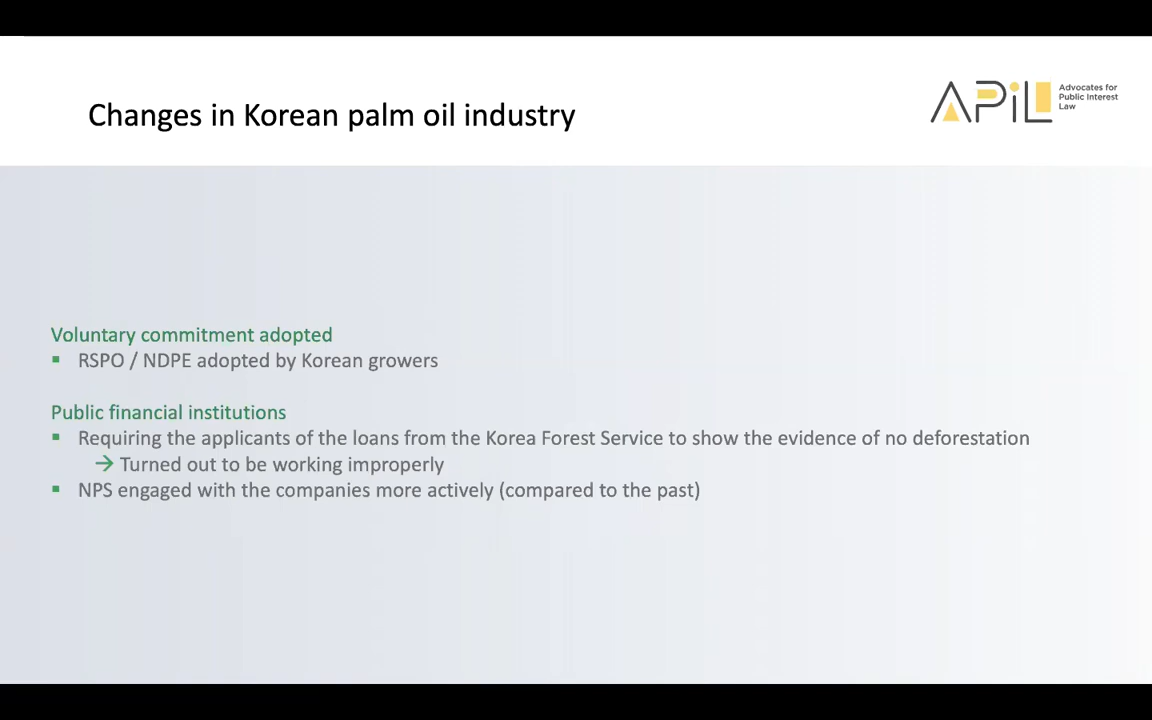 Changes in Korean palm oil industry
APIL
Advocates for
Public Interest
Law
Voluntary commitment adopted
▪ RSPO / NDPE adopted by Korean growers
Public financial institutions
▪ Requiring the applicants of the loans from the Korea Forest Service to show the evidence of no deforestation
→ Turned out to be working improperly
▪ NPS engaged with the companies more actively (compared to the past)